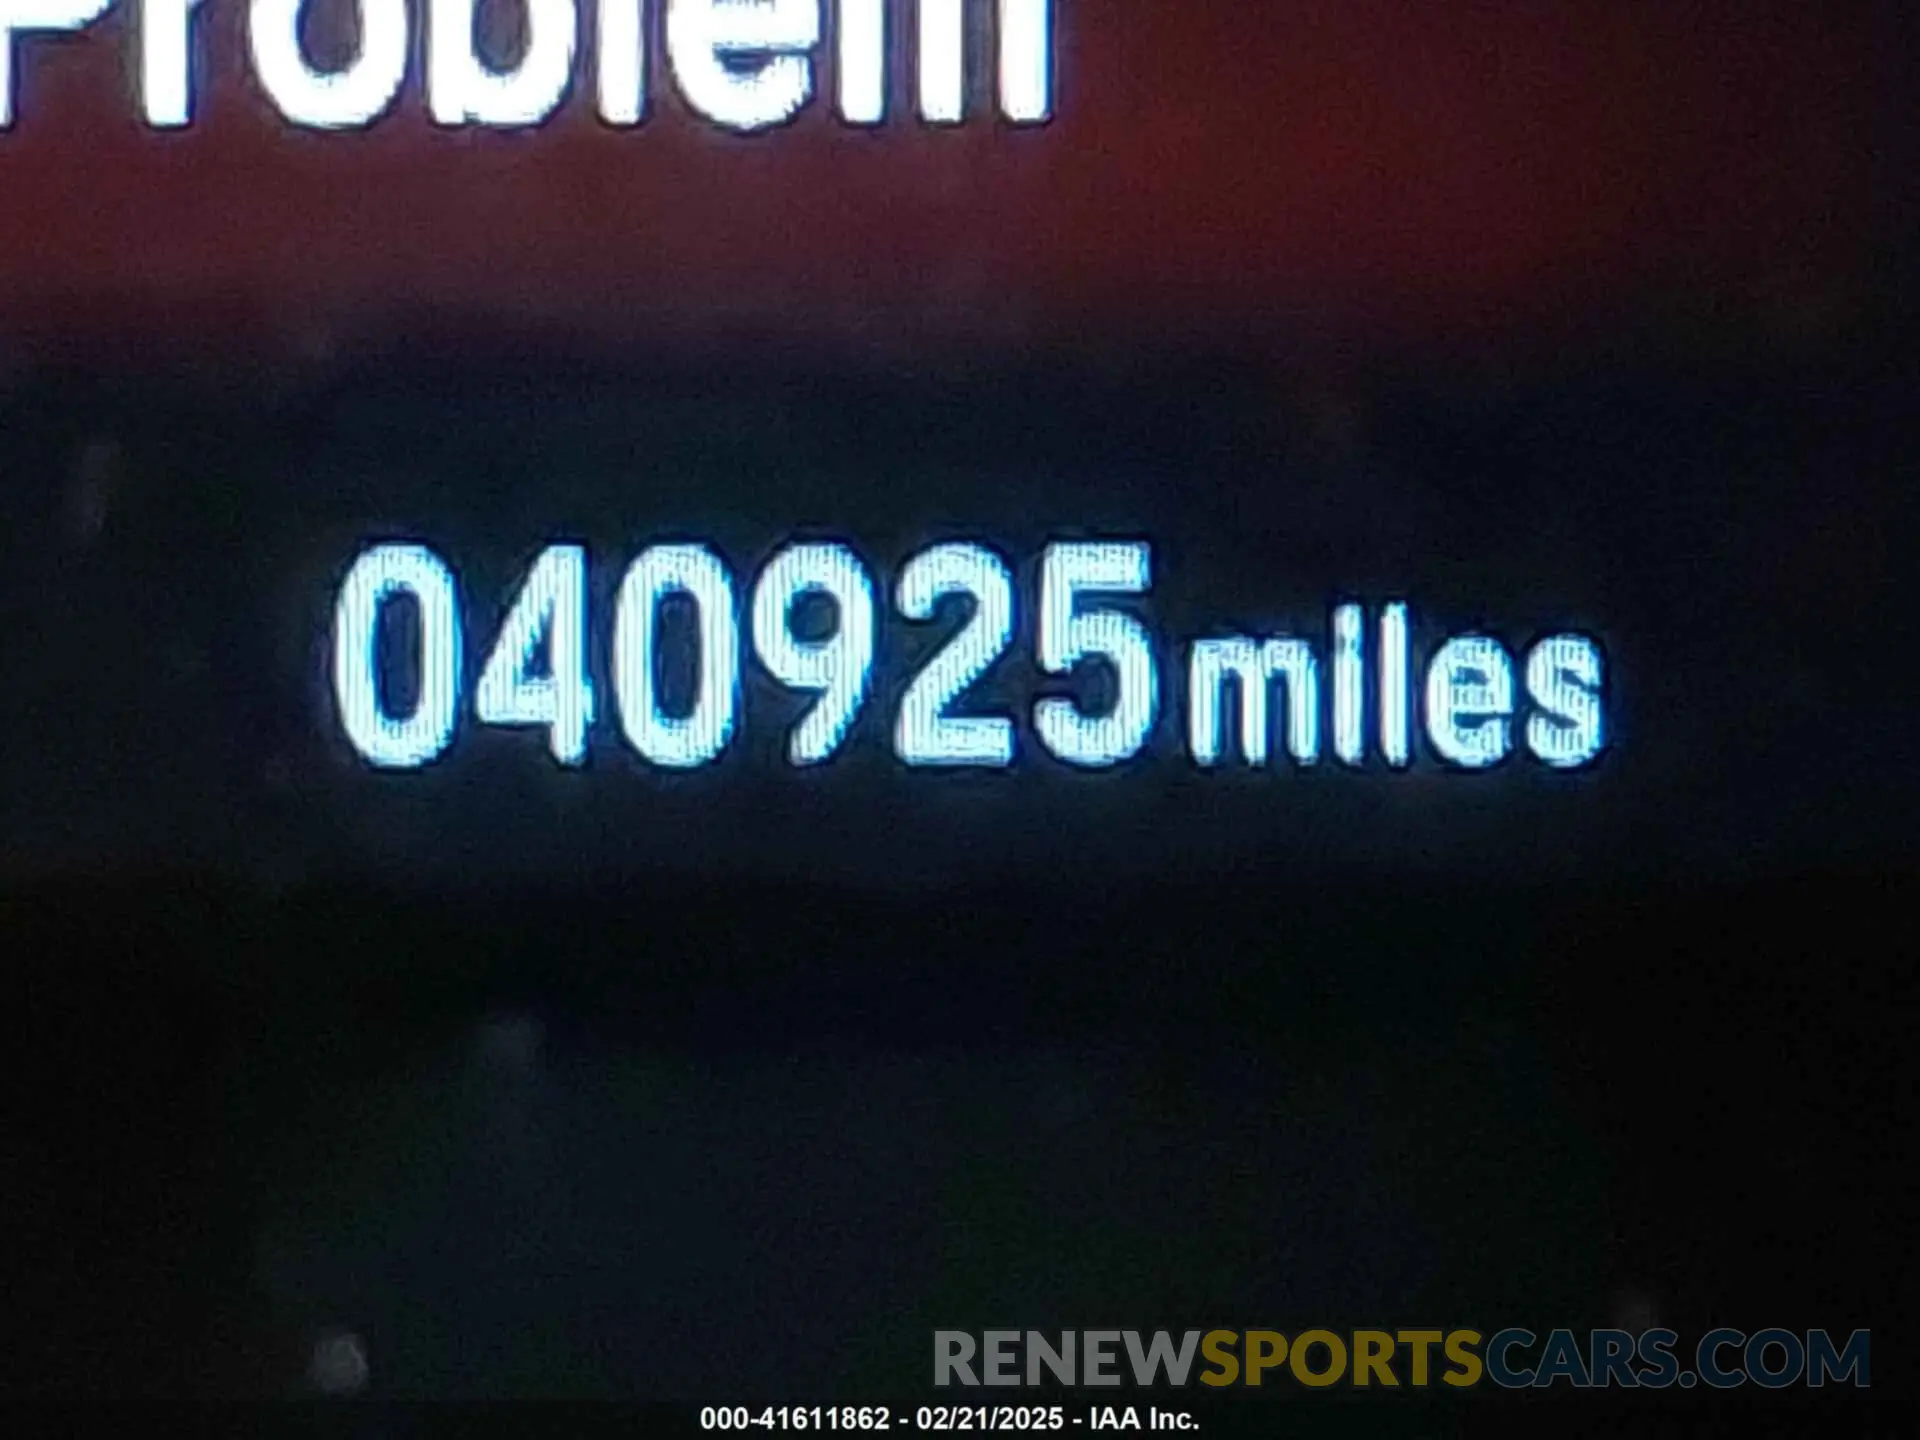 Problem
040925 miles
RENEWSPORTSCARS.COM
000-41611862 - 02/21/2025 - IAA Inc.